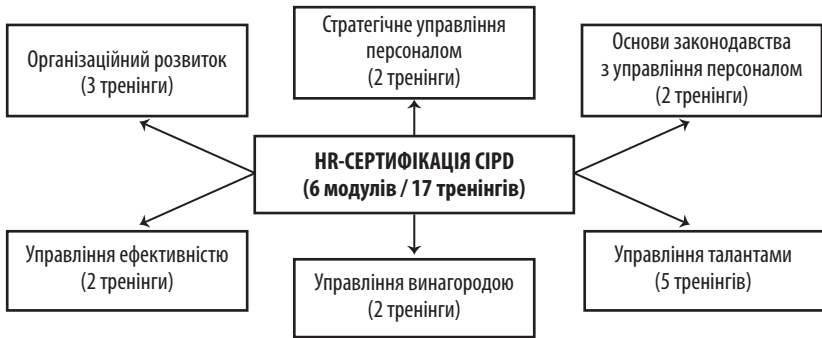 Організаційний розвиток
(3 тренінги)
Стратегічне управління
персоналом
(2 тренінги)
Основи законодавства
з управління персоналом
(2 тренінги)
HR-СЕРТИФІКАЦІЯ CIPD
(6 модулів / 17 тренінгів)
Управління ефективністю
(2 тренінги)
Управління винагородою
(2 тренінги)
Управління талантами
(5 тренінгів)